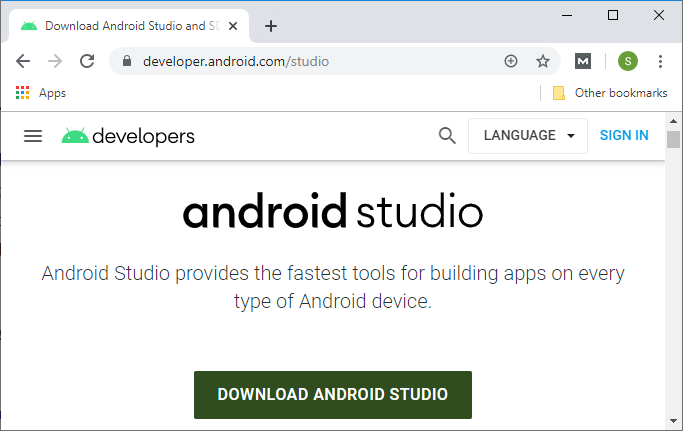 Download Android Studio and SD
developer.android.com/studio
M
S
Apps
Other bookmarks
developers
LANGUAGE
SIGN IN
android studio
Android Studio provides the fastest tools for building apps on every
type of Android device.
DOWNLOAD ANDROID STUDIO